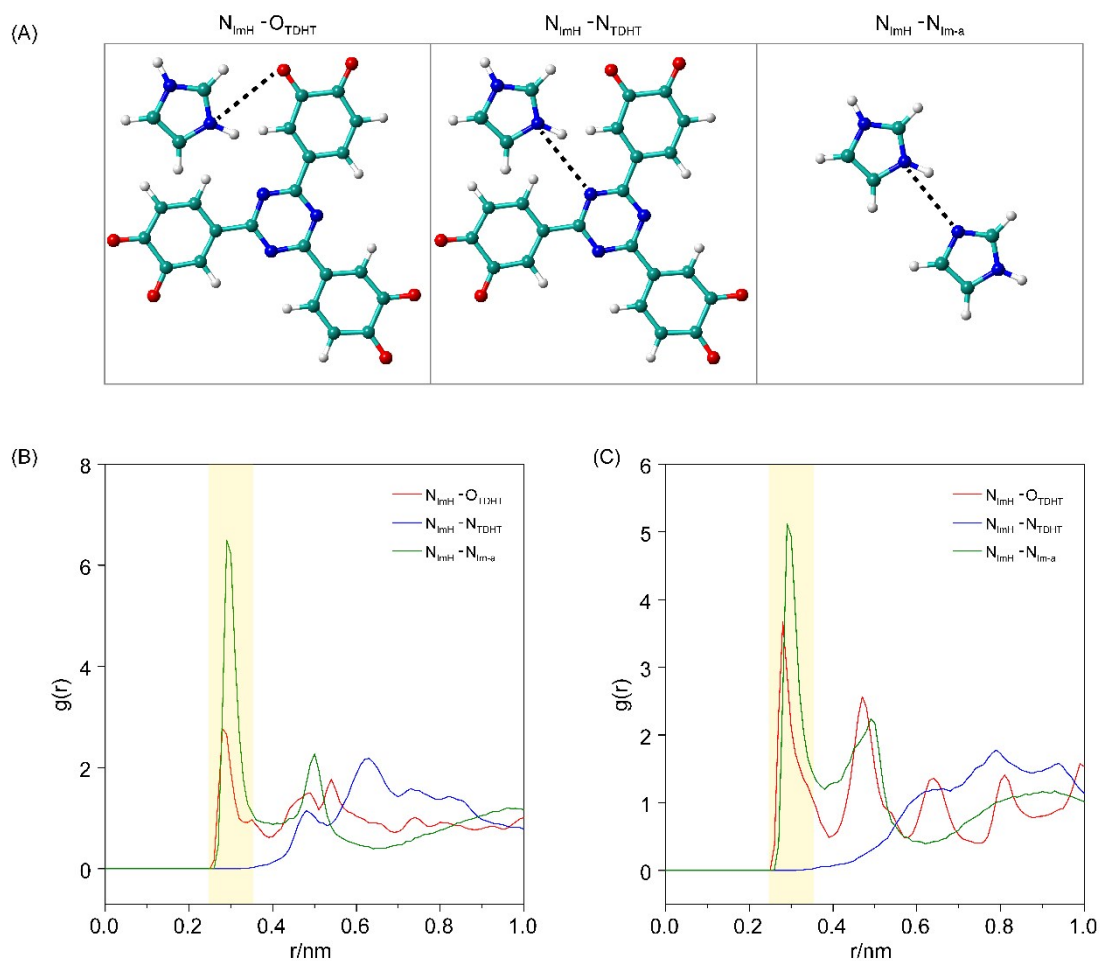 (A)
N_ImH -O_TDHT
N_ImH -N_TDHT
N_ImH -N_Im-a
(B)
8
6
4
2
0
g(r)
0.0 0.2 0.4 0.6 0.8 1.0
r/nm
N_ImH -O_TDHT
N_ImH -N_TDHT
N_ImH -N_Im-a
(C)
6
5
4
3
2
1
0
g(r)
0.0 0.2 0.4 0.6 0.8 1.0
r/nm
N_ImH -O_TDHT
N_ImH -N_TDHT
N_ImH -N_Im-a